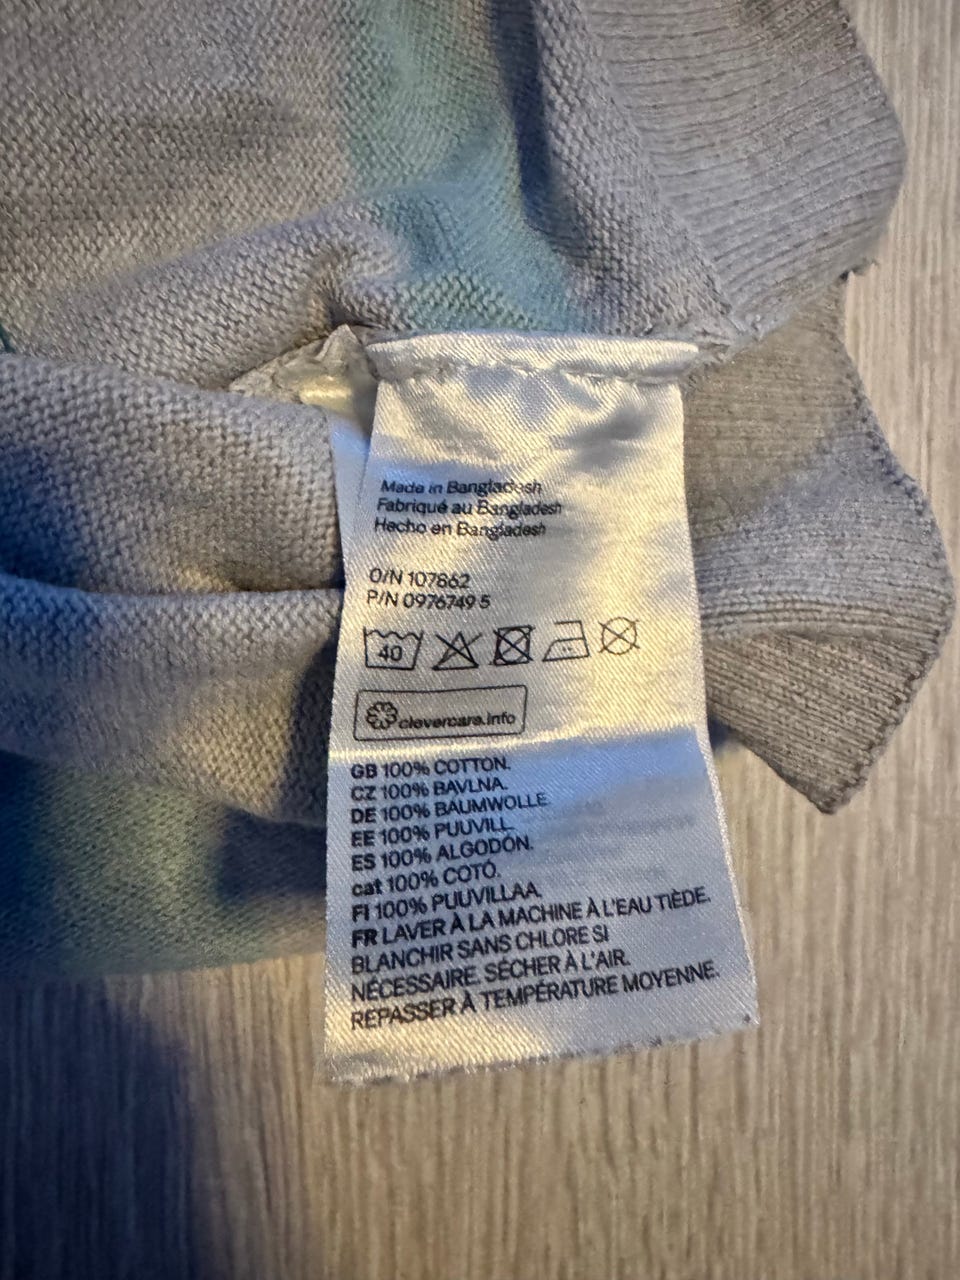 Made in Bangladesh
Fabriqué au Bangladesh
Hecho en Bangladesh
O/N 107862
P/N 0976749 5
40
clevercare.info
GB 100% COTTON.
CZ 100% BAVLNA.
DE 100% BAUMWOLLE.
EE 100% PUUVILL.
ES 100% ALGODÓN.
cat 100% COTÓ.
FI 100% PUUVILLAA.
FR LAVER À LA MACHINE À L'EAU TIÈDE.
BLANCHIR SANS CHLORE SI
NÉCESSAIRE. SÉCHER À L'AIR.
REPASSER À TEMPÉRATURE MOYENNE.